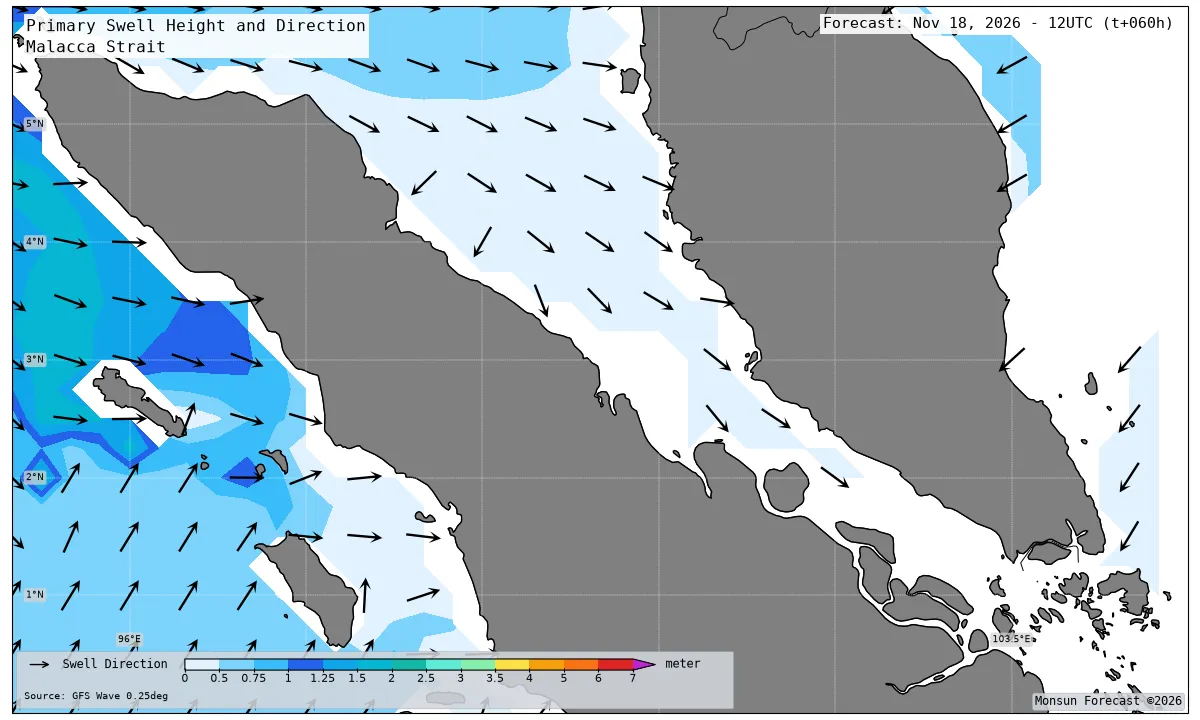 Primary Swell Height and Direction
Malacca Strait
Forecast: Nov 18, 2026 - 12UTC (t+060h)
5°N
4°N
3°N
2°N
1°N
96°E
103.5°E
Swell Direction
meter
0 0.5 0.75 1 1.25 1.5 2 2.5 3 3.5 4 5 6 7
Source: GFS Wave 0.25deg
Monsun Forecast ©2026